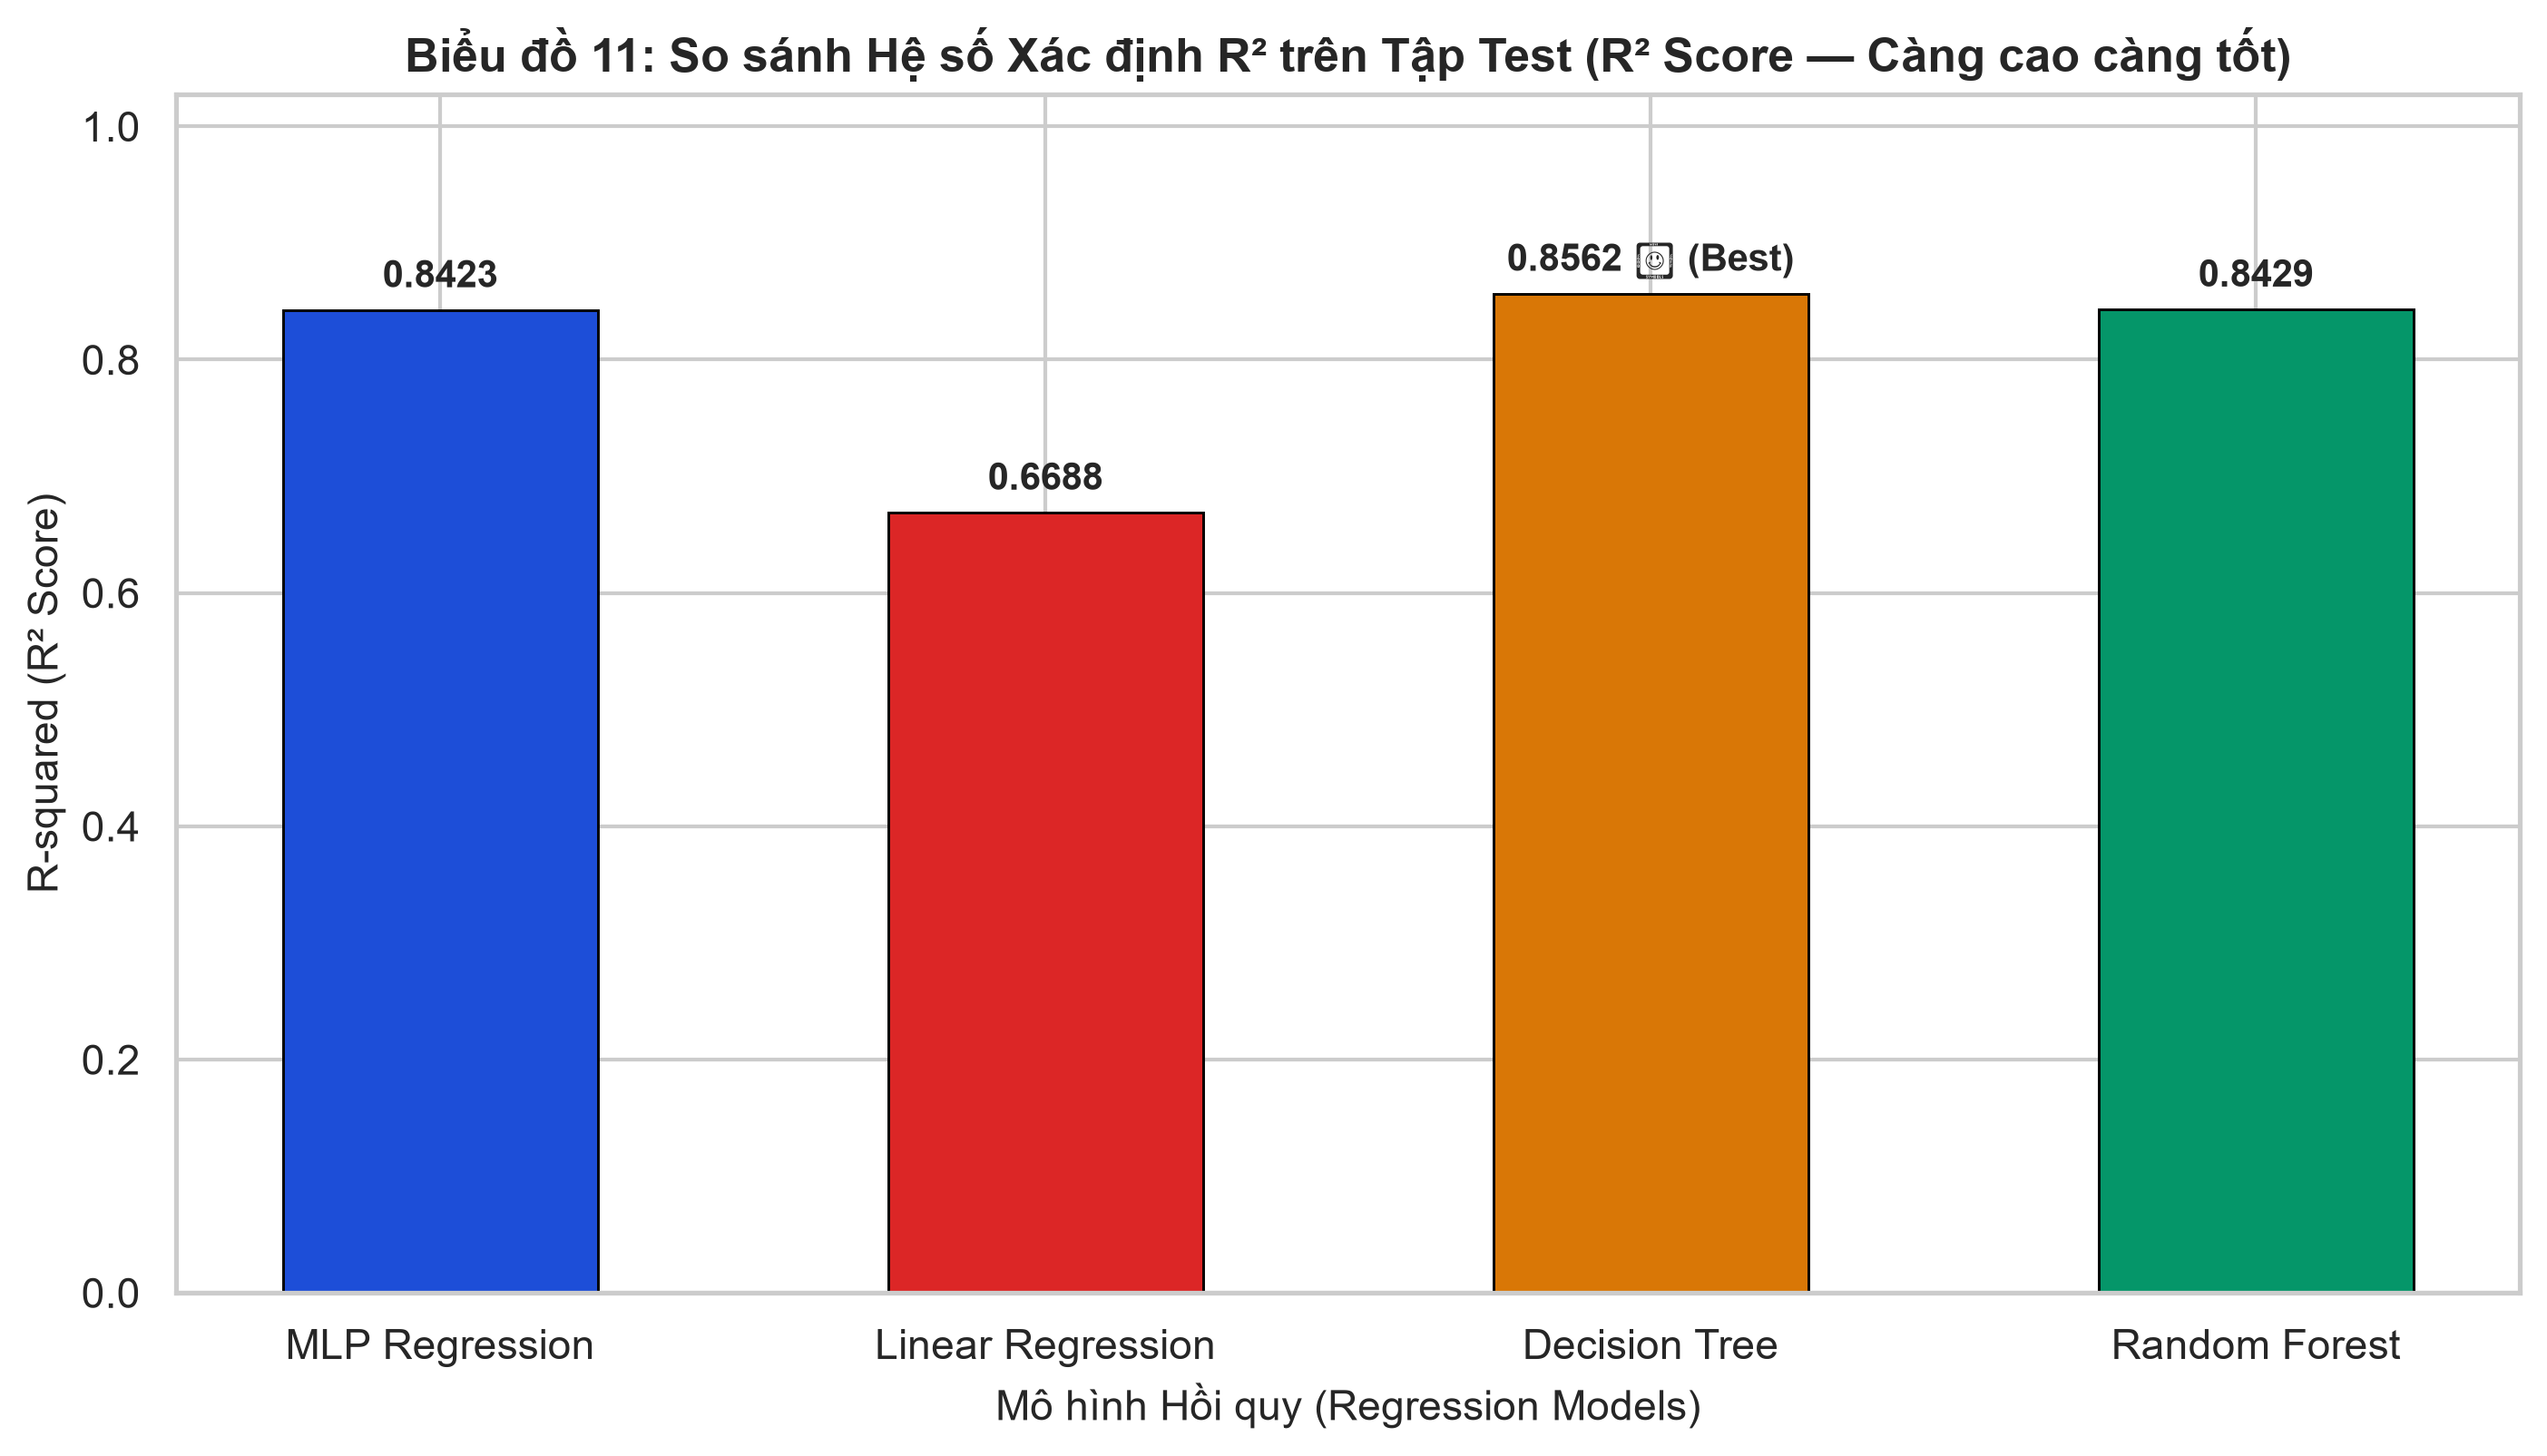 Biểu đồ 11: So sánh Hệ số Xác định R² trên Tập Test (R² Score — Càng cao càng tốt)
R-squared (R² Score)
1.0
0.8
0.6
0.4
0.2
0.0
0.8423
0.6688
0.8562 (Best)
0.8429
MLP Regression
Linear Regression
Decision Tree
Random Forest
Mô hình Hồi quy (Regression Models)